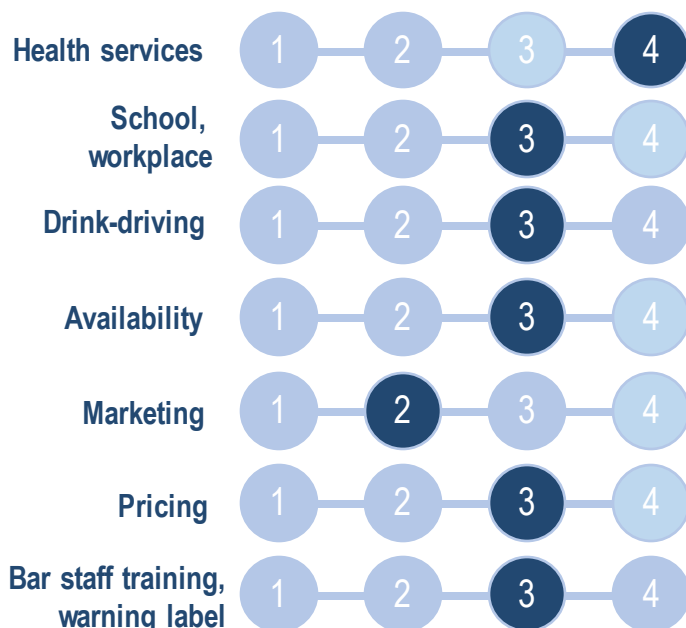 Health services 1 2 3 4
School,
workplace 1 2 3 4
Drink-driving 1 2 3 4
Availability 1 2 3 4
Marketing 1 2 3 4
Pricing 1 2 3 4
Bar staff training,
warning label 1 2 3 4